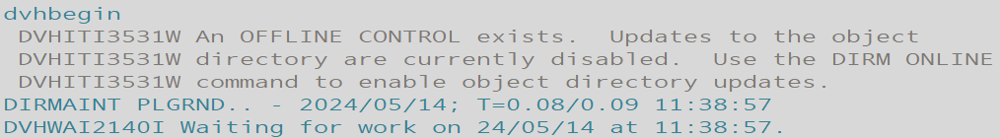 dvhbegin
DVHITI3531W An OFFLINE CONTROL exists.  Updates to the object
DVHITI3531W directory are currently disabled.  Use the DIRM ONLINE
DVHITI3531W command to enable object directory updates.
DIRMAINT PLGRND.. - 2024/05/14; T=0.08/0.09 11:38:57
DVHWAI2140I Waiting for work on 24/05/14 at 11:38:57.